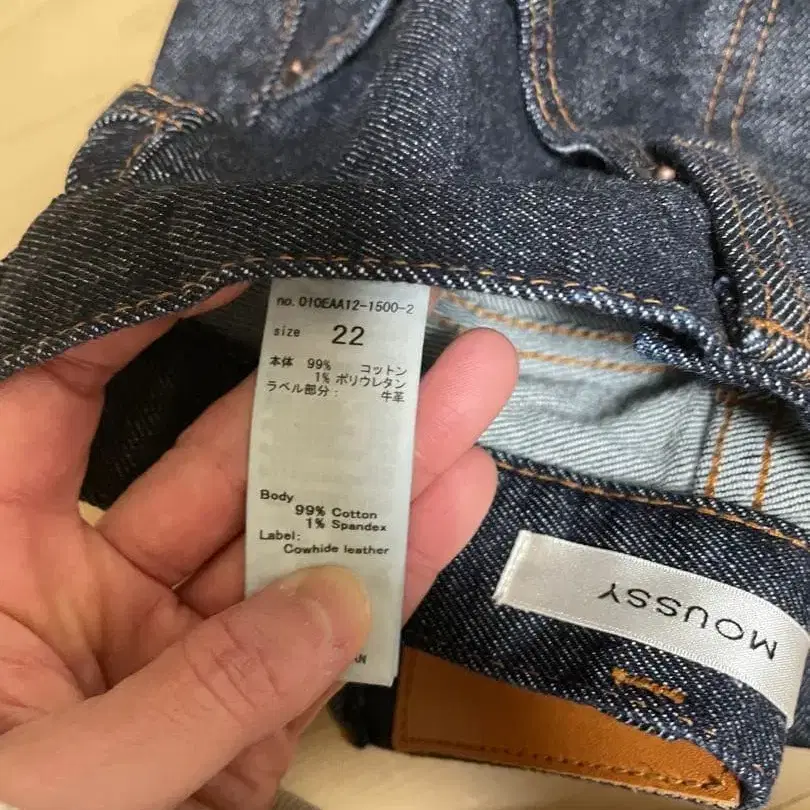 no. 010EAA12-1500-2
size 22
本体 99% コットン
1% ポリウレタン
ラベル部分: 牛革
Body
99% Cotton
1% Spandex
Label:
Cowhide leather
MOUSSY